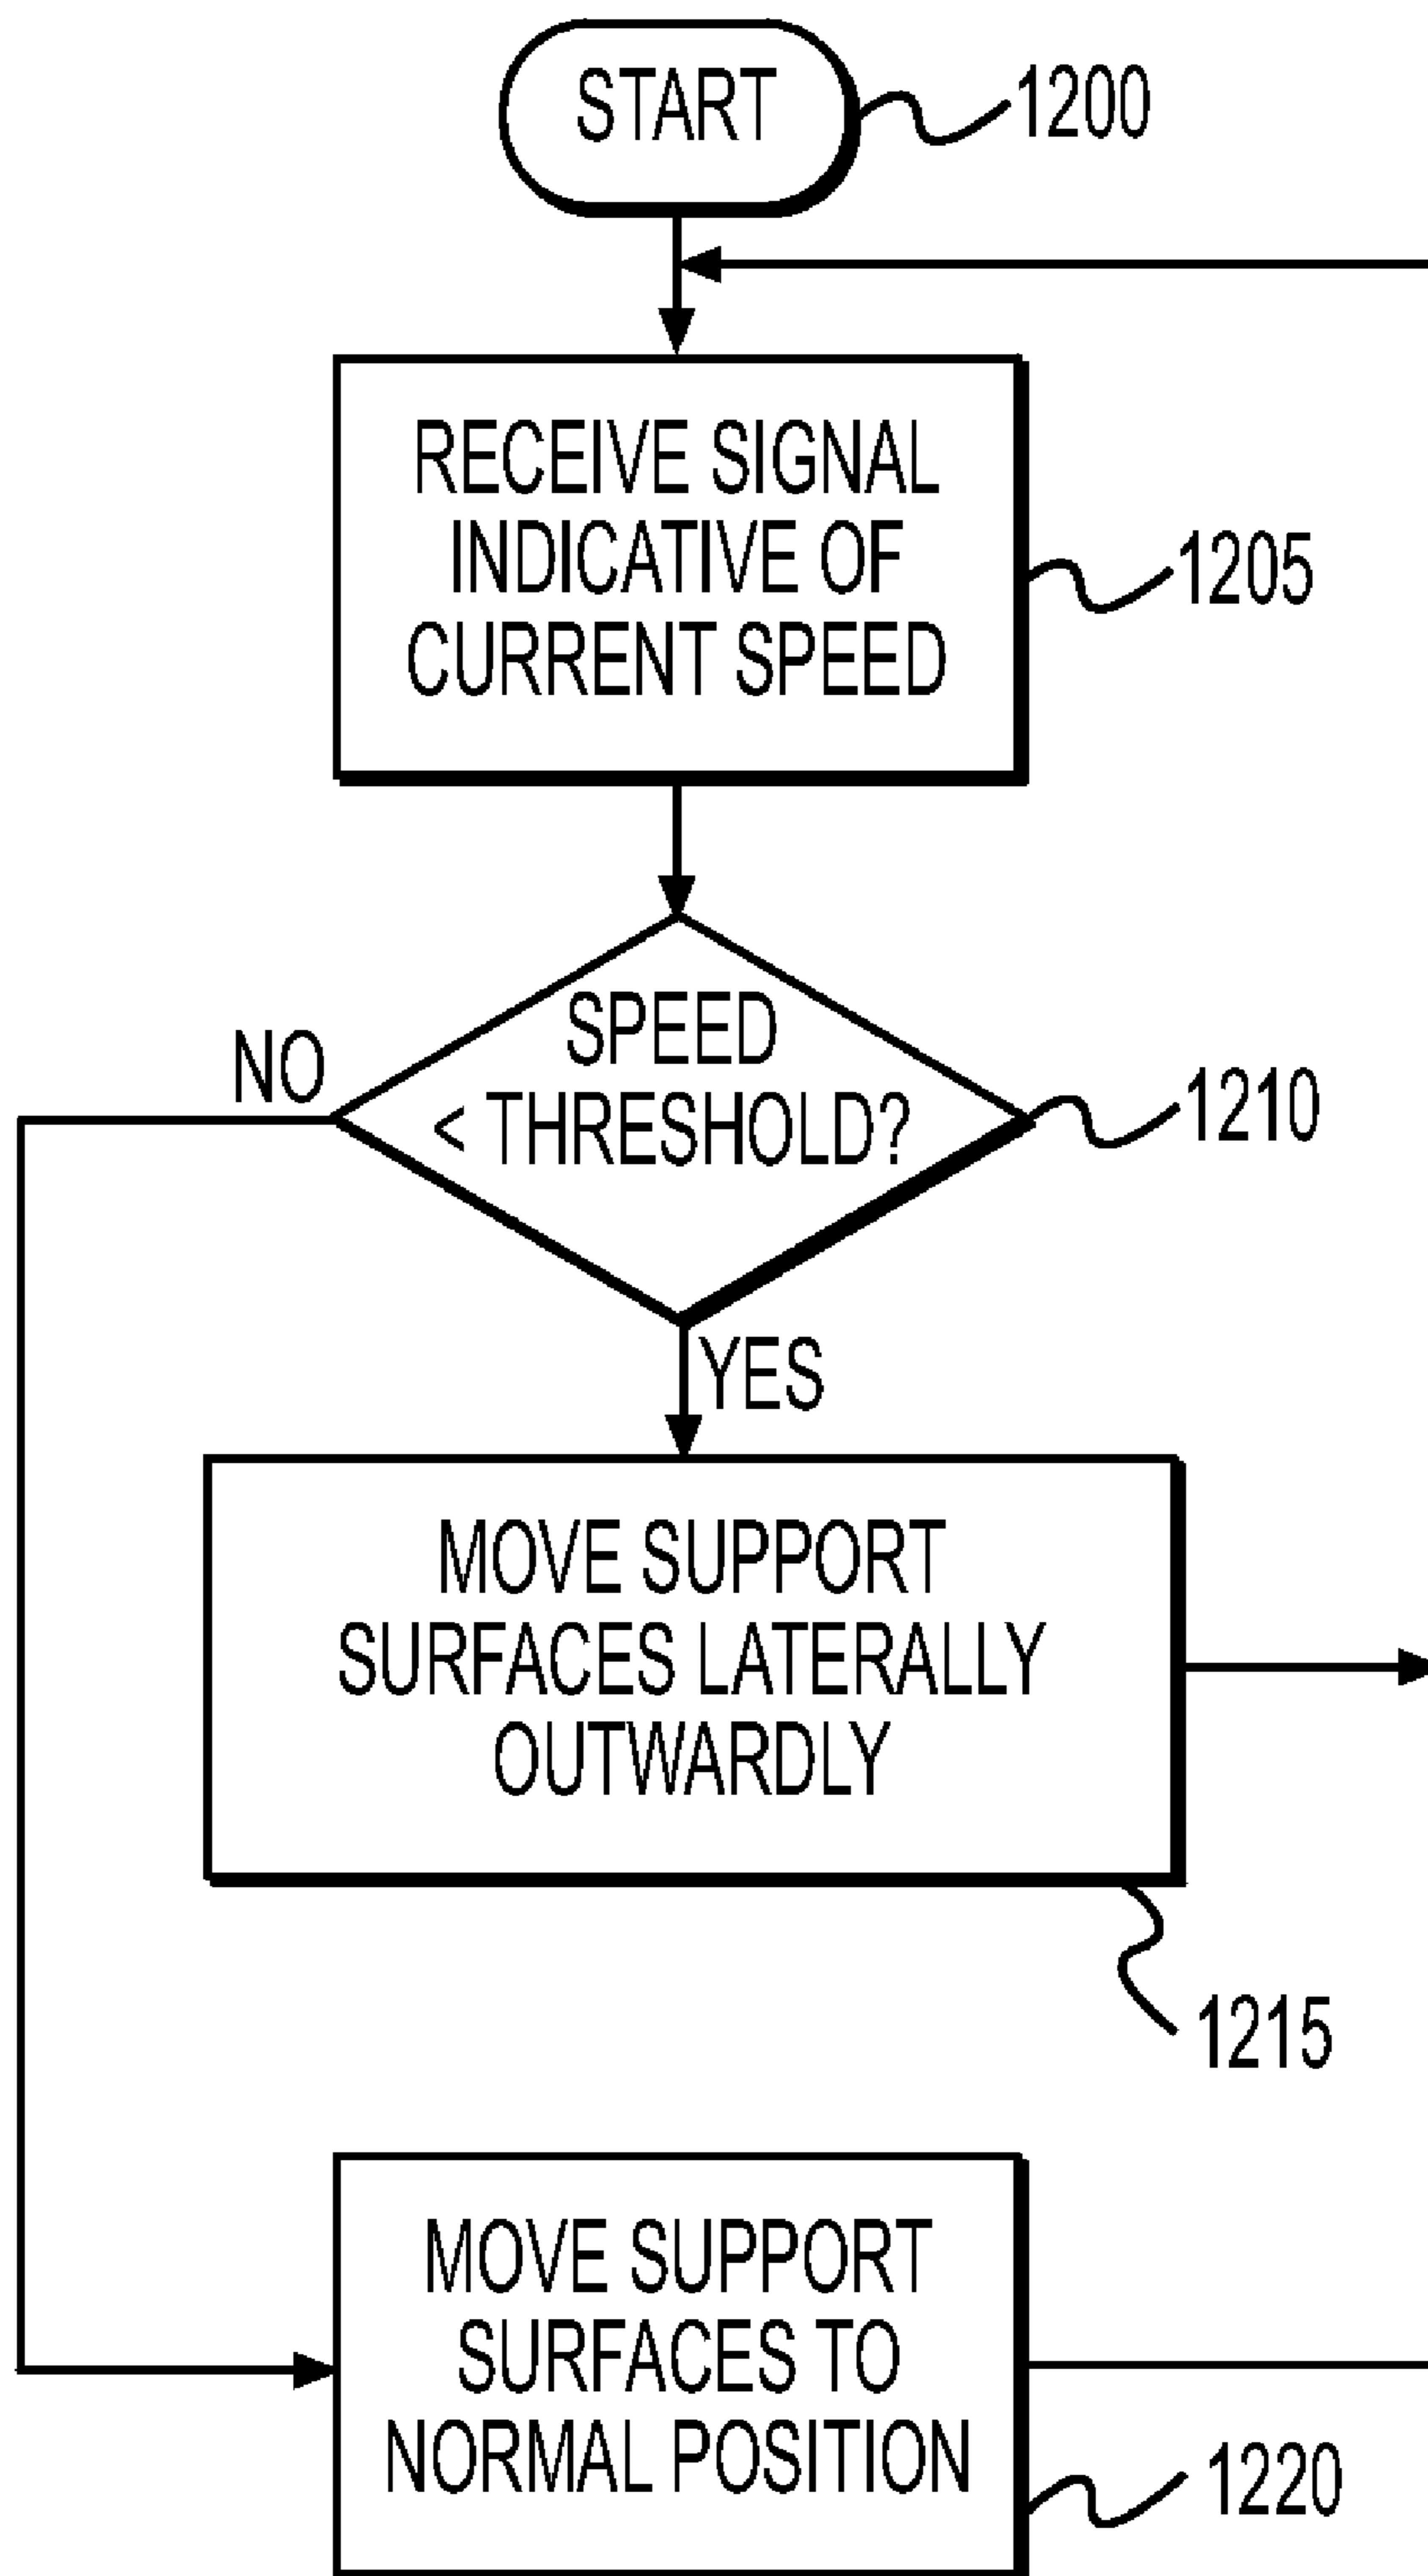 START
1200
RECEIVE SIGNAL
INDICATIVE OF
CURRENT SPEED
1205
SPEED
< THRESHOLD?
NO
1210
YES
MOVE SUPPORT
SURFACES LATERALLY
OUTWARDLY
1215
MOVE SUPPORT
SURFACES TO
NORMAL POSITION
1220